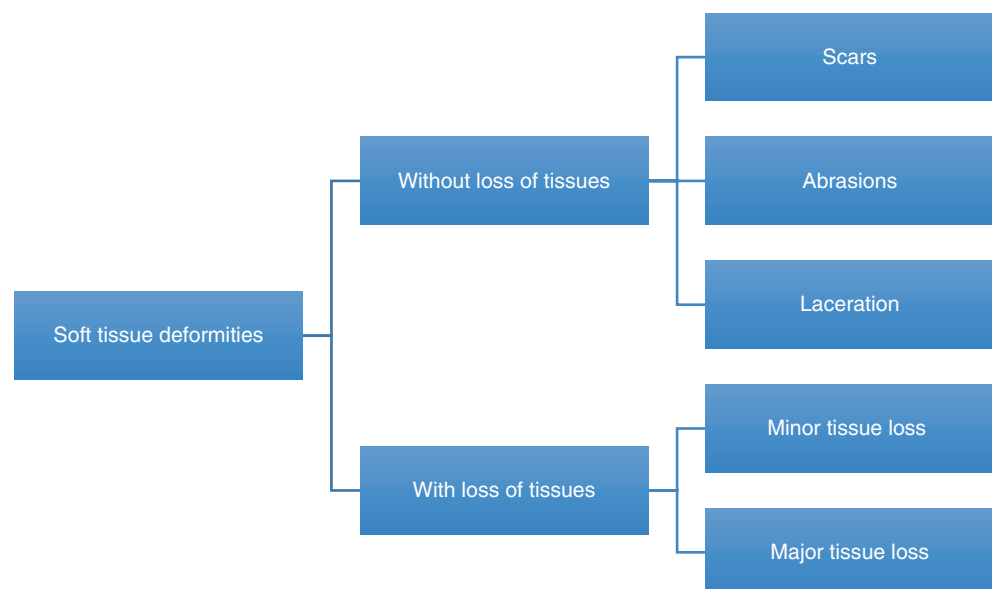 Soft tissue deformities
Without loss of tissues
Scars
Abrasions
Laceration
With loss of tissues
Minor tissue loss
Major tissue loss